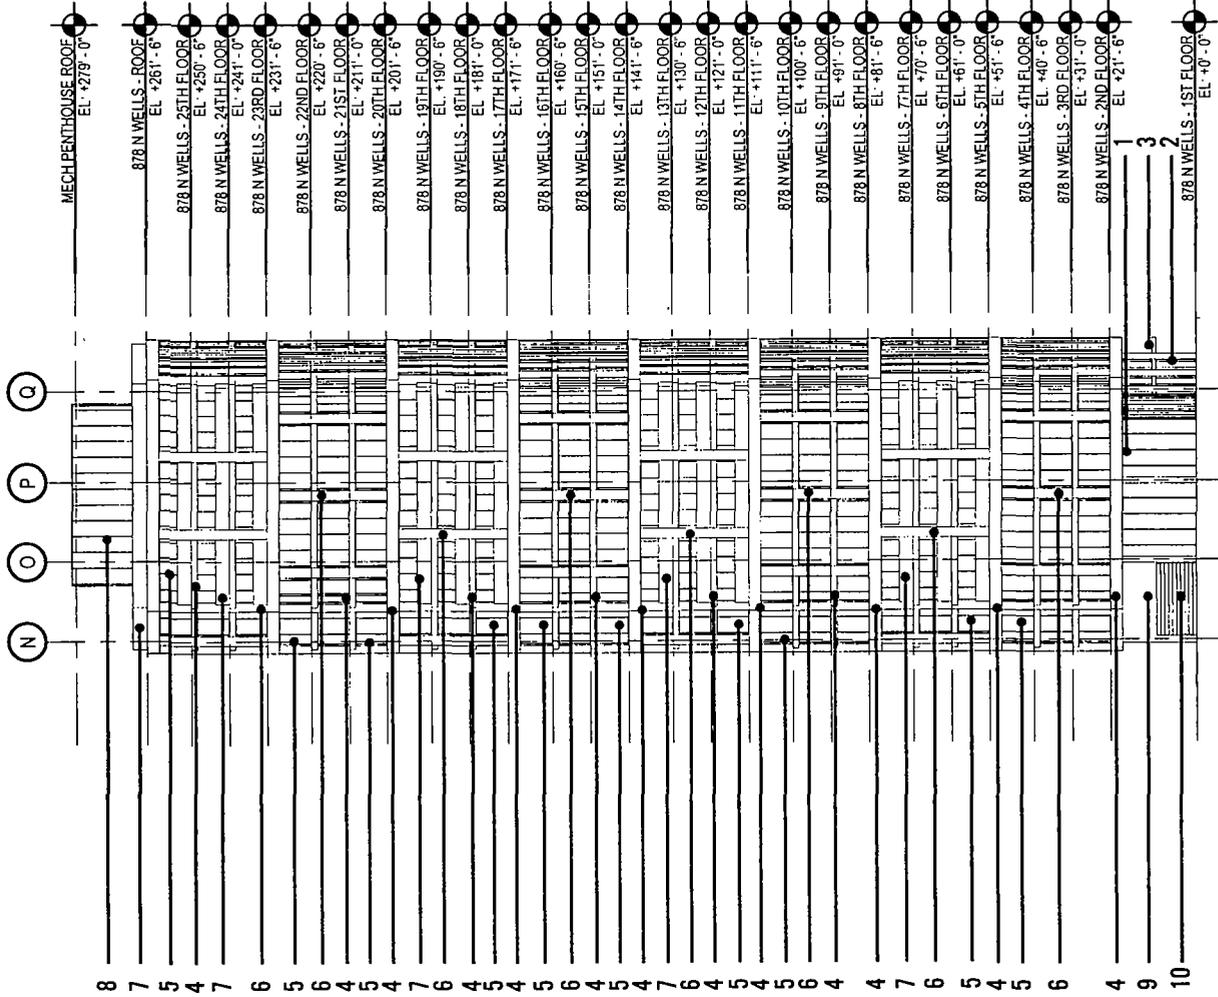 MECH PENTHOUSE ROOF
EL +279' - 0"
878 N WELLS - ROOF
EL +261' - 6"
878 N WELLS - 25TH FLOOR
EL +250' - 6"
878 N WELLS - 24TH FLOOR
EL +241' - 0"
878 N WELLS - 23RD FLOOR
EL +231' - 6"
878 N WELLS - 22ND FLOOR
EL +220' - 6"
878 N WELLS - 21ST FLOOR
EL +211' - 0"
878 N WELLS - 20TH FLOOR
EL +201' - 6"
878 N WELLS - 19TH FLOOR
EL +190' - 6"
878 N WELLS - 18TH FLOOR
EL +181' - 0"
878 N WELLS - 17TH FLOOR
EL +171' - 6"
878 N WELLS - 16TH FLOOR
EL +160' - 6"
878 N WELLS - 15TH FLOOR
EL +151' - 0"
878 N WELLS - 14TH FLOOR
EL +141' - 6"
878 N WELLS - 13TH FLOOR
EL +130' - 6"
878 N WELLS - 12TH FLOOR
EL +121' - 0"
878 N WELLS - 11TH FLOOR
EL +111' - 6"
878 N WELLS - 10TH FLOOR
EL +100' - 6"
878 N WELLS - 9TH FLOOR
EL +91' - 0"
878 N WELLS - 8TH FLOOR
EL +81' - 6"
878 N WELLS - 7TH FLOOR
EL +70' - 6"
878 N WELLS - 6TH FLOOR
EL +61' - 0"
878 N WELLS - 5TH FLOOR
EL +51' - 6"
878 N WELLS - 4TH FLOOR
EL +40' - 6"
878 N WELLS - 3RD FLOOR
EL +31' - 0"
878 N WELLS - 2ND FLOOR
EL +21' - 6"
1
3
2
878 N WELLS - 1ST FLOOR
EL +0' - 0"
Q
P
O
N
8
7
5
4
7
6
5
6
4
5
4
7
6
4
5
4
5
6
4
5
4
7
6
4
5
4
5
6
4
4
7
6
5
4
5
6
4
9
10